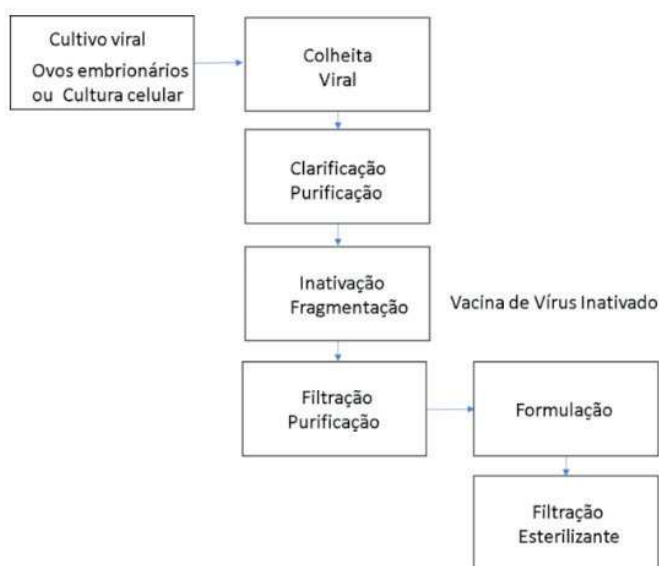 Cultivo viral
Ovos embrionários
ou Cultura celular
Colheita
Viral
Clarificação
Purificação
Inativação
Fragmentação
Vacina de Vírus Inativado
Filtração
Purificação
Formulação
Filtração
Esterilizante